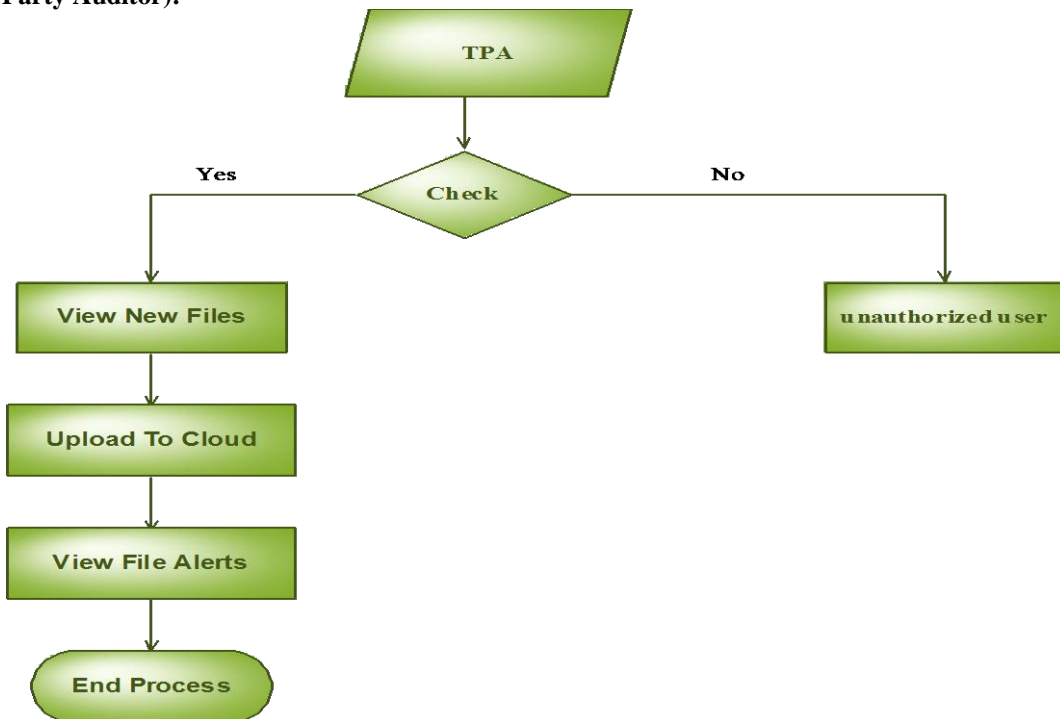 Party Auditor):
TPA
Check
Yes
No
View New Files
unauthorized user
Upload To Cloud
View File Alerts
End Process